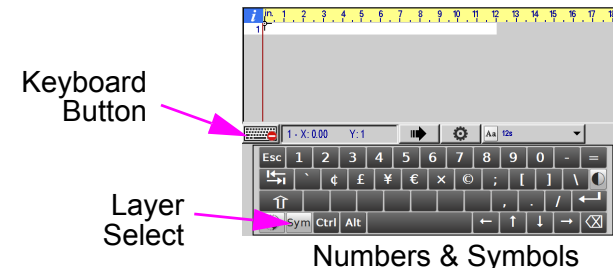 i in. 1 2 3 4 5 6 7 8 9 10 11 12 13 14 15 16 17
1
Keyboard
Button
1 - X: 0.00 Y: 1 Aa 12s
Esc 1 2 3 4 5 6 7 8 9 0 - =
` ¢ £ ¥ € × © ; [ ] \
, . /
Layer
Select
Sym Ctrl Alt ← ↑ ↓ →
Numbers & Symbols